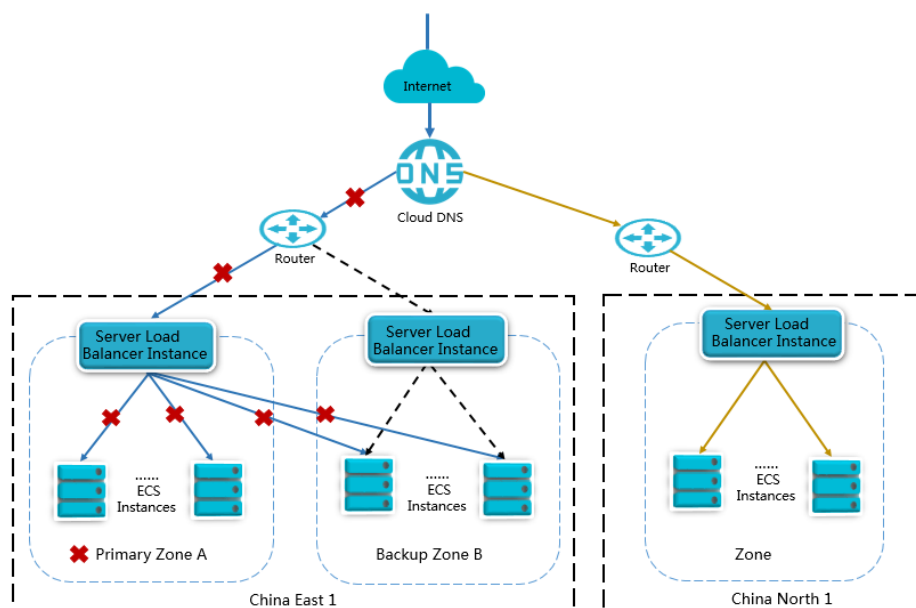 Internet
DNS
Cloud DNS
Router
Router
Server Load
Balancer Instance
Server Load
Balancer Instance
Server Load
Balancer Instance
......
ECS
Instances
......
ECS
Instances
......
ECS
Instances
Primary Zone A
Backup Zone B
Zone
China East 1
China North 1